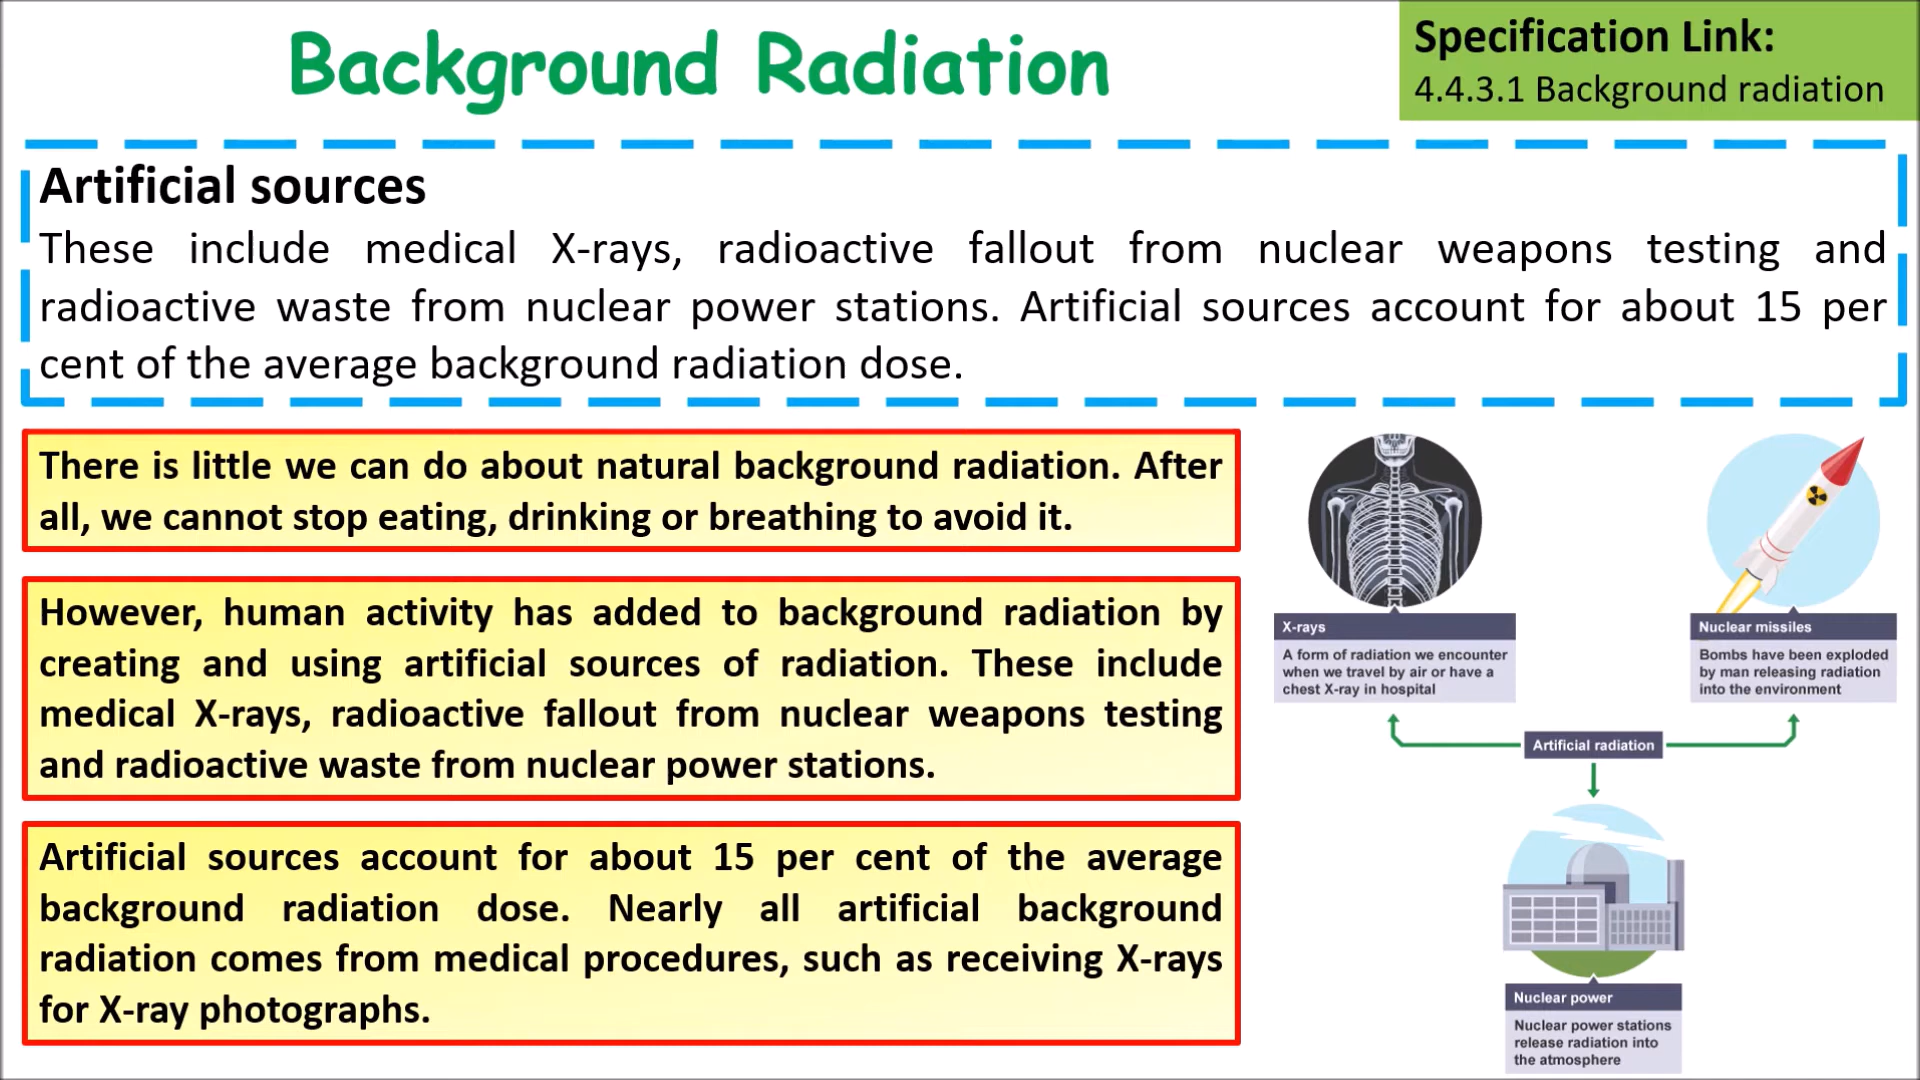 Background Radiation
Specification Link:
4.4.3.1 Background radiation
Artificial sources
These include medical X-rays, radioactive fallout from nuclear weapons testing and
radioactive waste from nuclear power stations. Artificial sources account for about 15 per
cent of the average background radiation dose.
There is little we can do about natural background radiation. After
all, we cannot stop eating, drinking or breathing to avoid it.
However, human activity has added to background radiation by
creating and using artificial sources of radiation. These include
medical X-rays, radioactive fallout from nuclear weapons testing
and radioactive waste from nuclear power stations.
Artificial sources account for about 15 per cent of the average
background radiation dose. Nearly all artificial background
radiation comes from medical procedures, such as receiving X-rays
for X-ray photographs.
X-rays
A form of radiation we encounter
when we travel by air or have a
chest X-ray in hospital
Nuclear missiles
Bombs have been exploded
by man releasing radiation
into the environment
Artificial radiation
Nuclear power
Nuclear power stations
release radiation into
the atmosphere